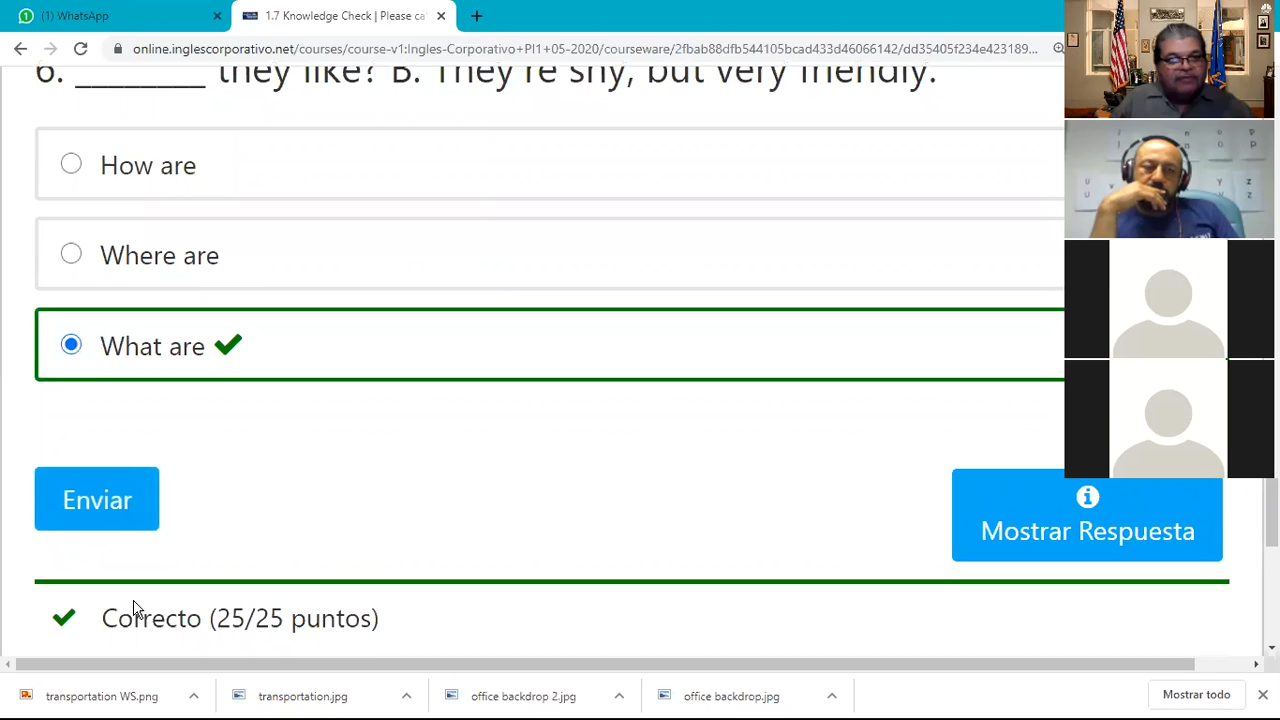 (1) WhatsApp
1.7 Knowledge Check | Please ca
online.inglescorporativo.net/courses/course-v1:Ingles-Corporativo+PI1+05-2020/courseware/2fbab88dfb544105bcad433d46066142/dd35405f234e423189...
6. ________ they like? B. They're shy, but very friendly.
How are
Where are
What are
Enviar
Mostrar Respuesta
Correcto (25/25 puntos)
transportation WS.png
transportation.jpg
office backdrop 2.jpg
office backdrop.jpg
Mostrar todo